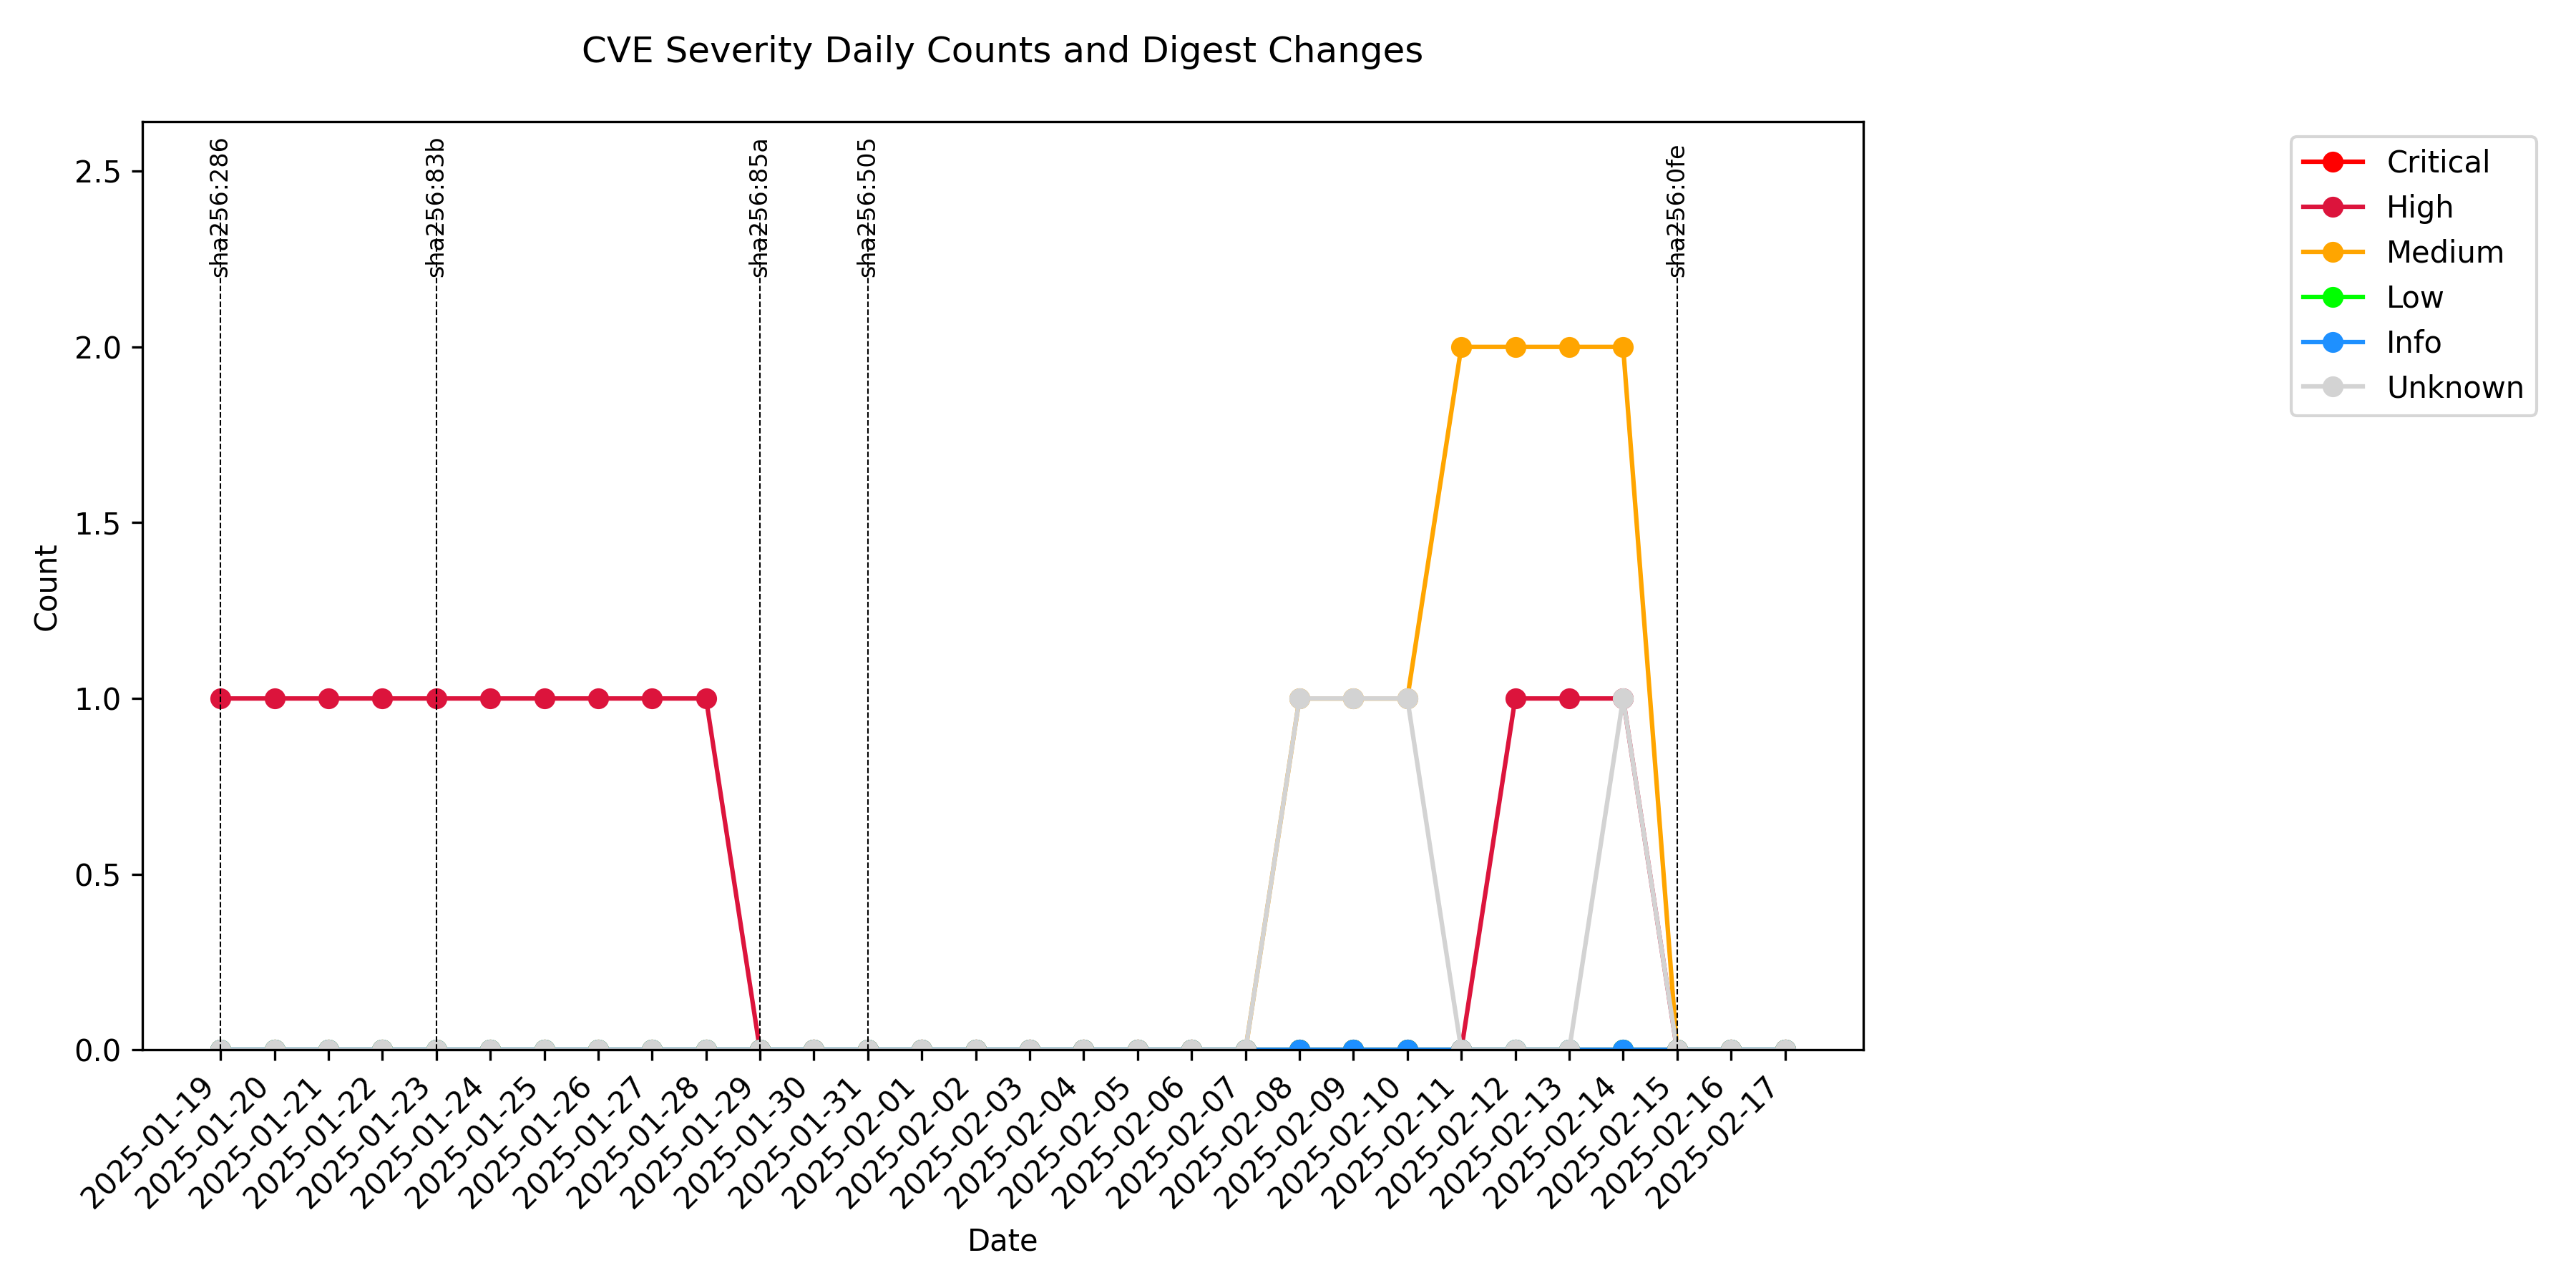 CVE Severity Daily Counts and Digest Changes
sha256:286
sha256:83b
sha256:85a
sha256:505
sha256:0fe
2.5
2.0
1.5
1.0
0.5
0.0
Count
2025-01-19
2025-01-20
2025-01-21
2025-01-22
2025-01-23
2025-01-24
2025-01-25
2025-01-26
2025-01-27
2025-01-28
2025-01-29
2025-01-30
2025-01-31
2025-02-01
2025-02-02
2025-02-03
2025-02-04
2025-02-05
2025-02-06
2025-02-07
2025-02-08
2025-02-09
2025-02-10
2025-02-11
2025-02-12
2025-02-13
2025-02-14
2025-02-15
2025-02-16
2025-02-17
Date
Critical
High
Medium
Low
Info
Unknown